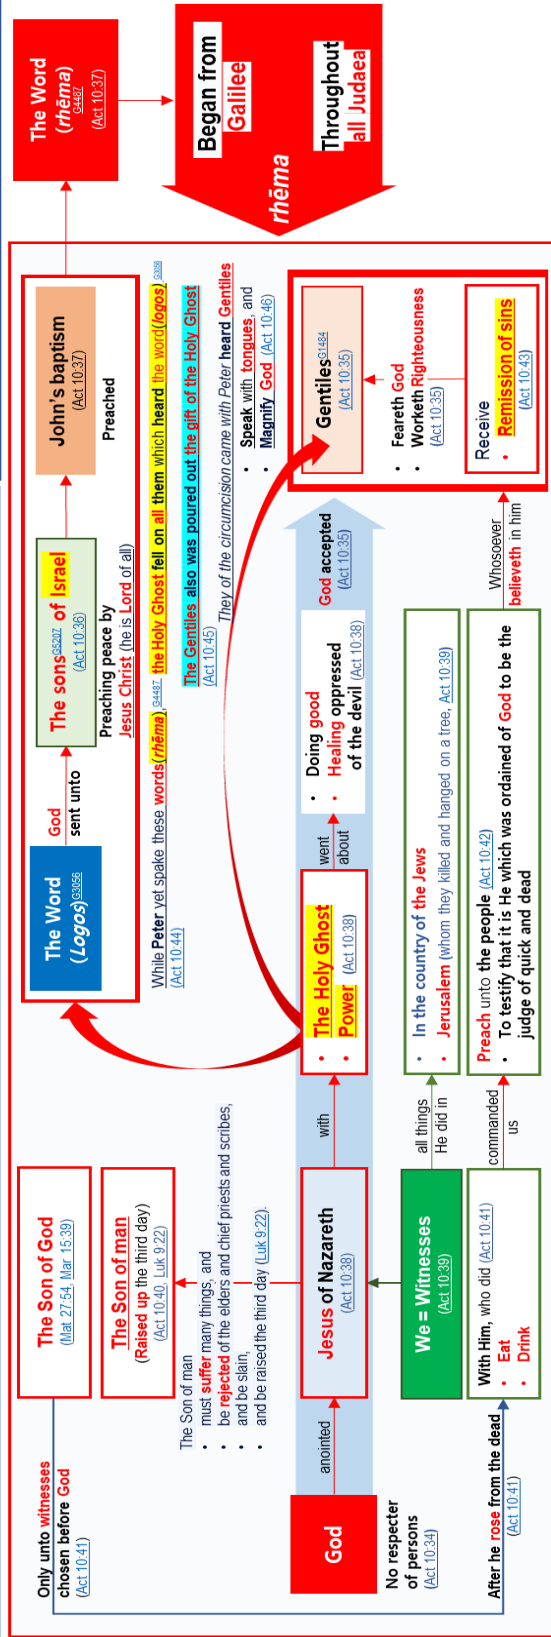 Only unto witnesses
chosen before God
(Act 10:41)
The Son of God
(Mat 27:54, Mar 15:39)
The Son of man
(Raised up the third day)
(Act 10:40, Luk 9:22)
The Son of man
• must suffer many things, and
• be rejected of the elders and chief priests and scribes,
• and be slain,
• and be raised the third day (Luk 9:22).
The Word
(Logos)G3056
God
sent unto
The sonsG5207 of Israel
(Act 10:36)
Preaching peace by
Jesus Christ (he is Lord of all)
John's baptism
(Act 10:37)
Preached
The Word
(rhēma)
G4487
(Act 10:37)
While Peter yet spake these words(rhēma),G4487 the Holy Ghost fell on all them which heard the word(logos).G3056
(Act 10:44)
The Gentiles also was poured out the gift of the Holy Ghost
(Act 10:45)
They of the circumcision came with Peter heard Gentiles
• Speak with tongues, and
• Magnify God (Act 10:46)
rhēma
Began from
Galilee
Throughout
all Judaea
God
No respecter
of persons
(Act 10:34)
anointed
Jesus of Nazareth
(Act 10:38)
with
• The Holy Ghost
• Power (Act 10:38)
went
about
• Doing good
• Healing oppressed
of the devil (Act 10:38)
God accepted
(Act 10:35)
GentilesG1484
(Act 10:35)
• Feareth God
• Worketh Righteousness
(Act 10:35)
Receive
• Remission of sins
(Act 10:43)
We = Witnesses
(Act 10:39)
all things
He did in
• In the country of the Jews
• Jerusalem (whom they killed and hanged on a tree, Act 10:39)
After he rose from the dead
(Act 10:41)
With Him, who did (Act 10:41)
• Eat
• Drink
commanded
us
Preach unto the people (Act 10:42)
• To testify that it is He which was ordained of God to be the
judge of quick and dead
Whosoever
believeth in him